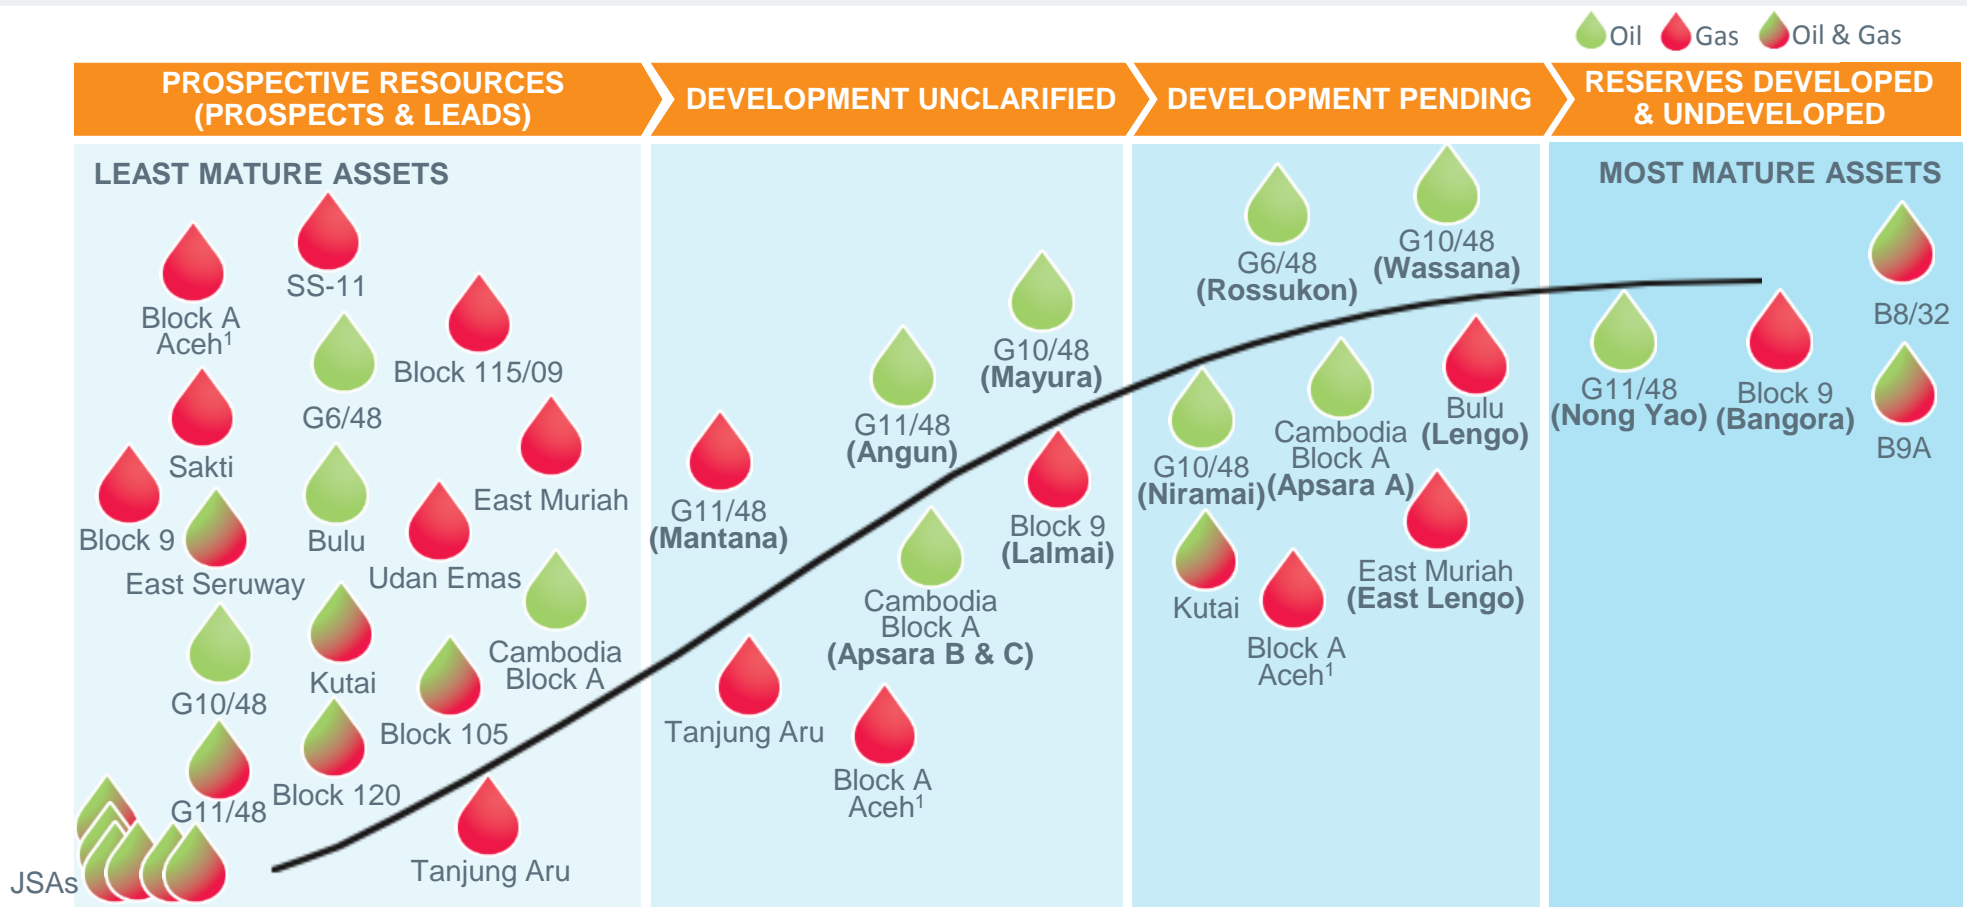 Oil
Gas
Oil & Gas
PROSPECTIVE RESOURCES
(PROSPECTS & LEADS)
DEVELOPMENT UNCLARIFIED
DEVELOPMENT PENDING
RESERVES DEVELOPED
& UNDEVELOPED
LEAST MATURE ASSETS
SS-11
Block A
Aceh¹
Block 115/09
G6/48
Sakti
East Muriah
Block 9
Bulu
East Seruway
Udan Emas
Cambodia
Block A
Kutai
G10/48
Block 105
Block 120
G11/48
JSAs
Tanjung Aru
G10/48
(Mayura)
G11/48
(Angun)
G11/48
(Mantana)
Block 9
(Lalmai)
Cambodia
Block A
(Apsara B & C)
Tanjung Aru
Block A
Aceh¹
G10/48
(Wassana)
G6/48
(Rossukon)
Bulu
(Lengo)
Cambodia
Block A
(Apsara A)
G10/48
(Niramai)
East Muriah
(East Lengo)
Kutai
Block A
Aceh¹
MOST MATURE ASSETS
B8/32
G11/48
(Nong Yao)
Block 9
(Bangora)
B9A